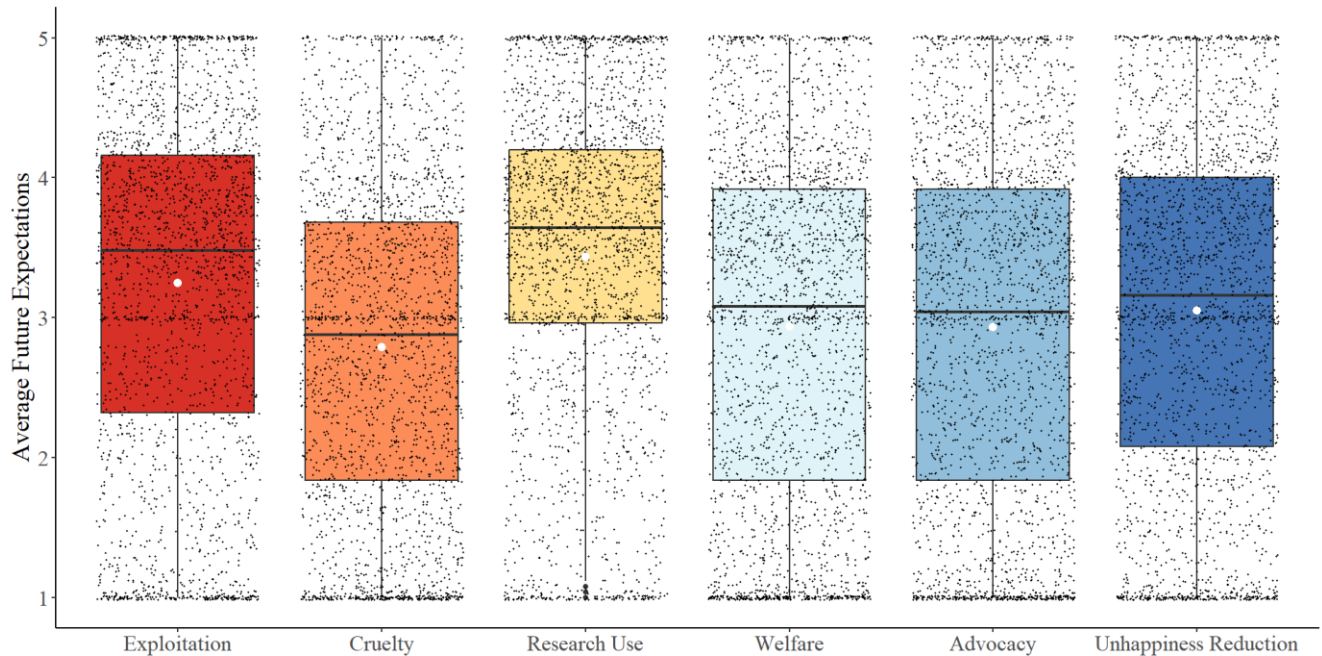 Average Future Expectations
5
4
3
2
1
Exploitation
Cruelty
Research Use
Welfare
Advocacy
Unhappiness Reduction